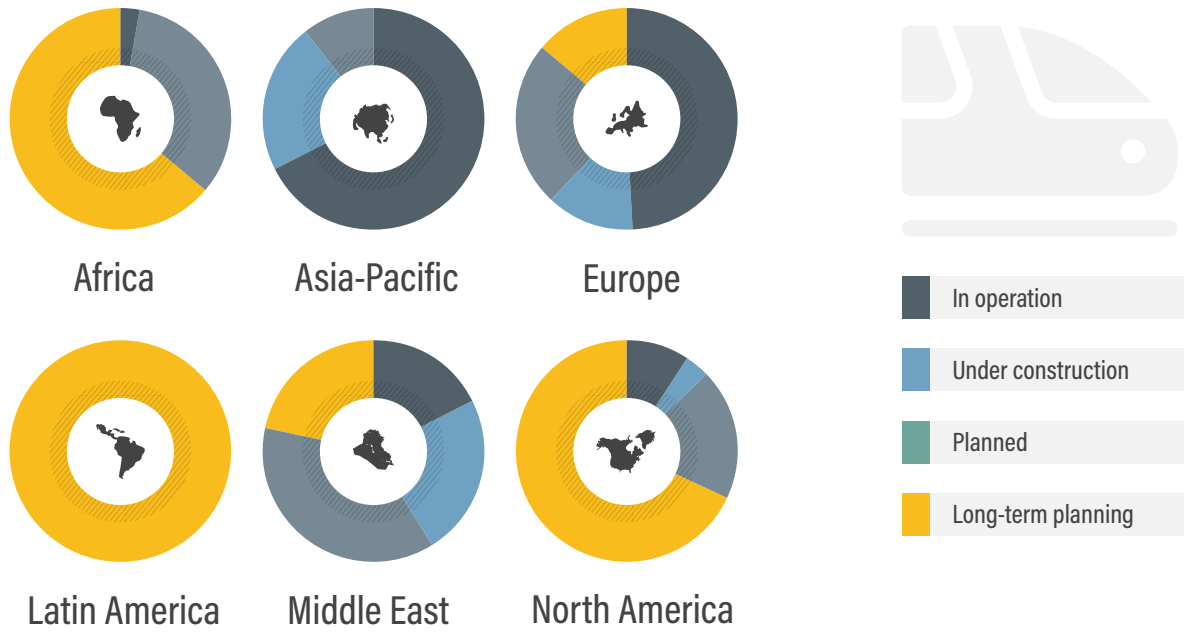 Africa
Asia-Pacific
Europe
Latin America
Middle East
North America
In operation
Under construction
Planned
Long-term planning